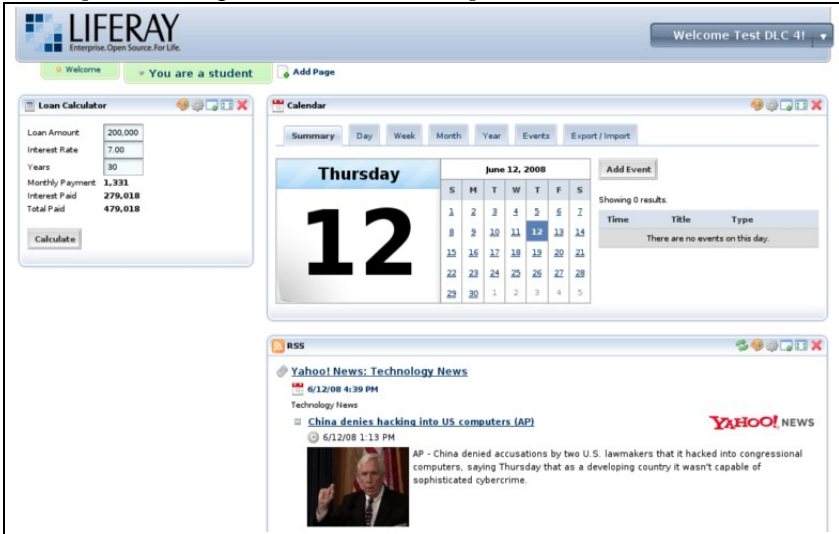 LIFERAY
Enterprise. Open Source. For Life.
Welcome Test DLC 4!
Welcome
You are a student
Add Page
Loan Calculator
Loan Amount 200,000
Interest Rate 7.00
Years 30
Monthly Payment 1,331
Interest Paid 279,018
Total Paid 479,018
Calculate
Calendar
Summary Day Week Month Year Events Export / Import
Thursday
12
June 12, 2008
S M T W T F S
1 2 3 4 5 6 7
8 9 10 11 12 13 14
15 16 17 18 19 20 21
22 23 24 25 26 27 28
29 30 1 2 3 4 5
Add Event
Showing 0 results.
Time Title Type
There are no events on this day.
RSS
Yahoo! News: Technology News
6/12/08 4:39 PM
Technology News
China denies hacking into US computers (AP)
YAHOO! NEWS
6/12/08 1:13 PM
AP - China denied accusations by two U.S. lawmakers that it hacked into congressional
computers, saying Thursday that as a developing country it wasn't capable of
sophisticated cybercrime.